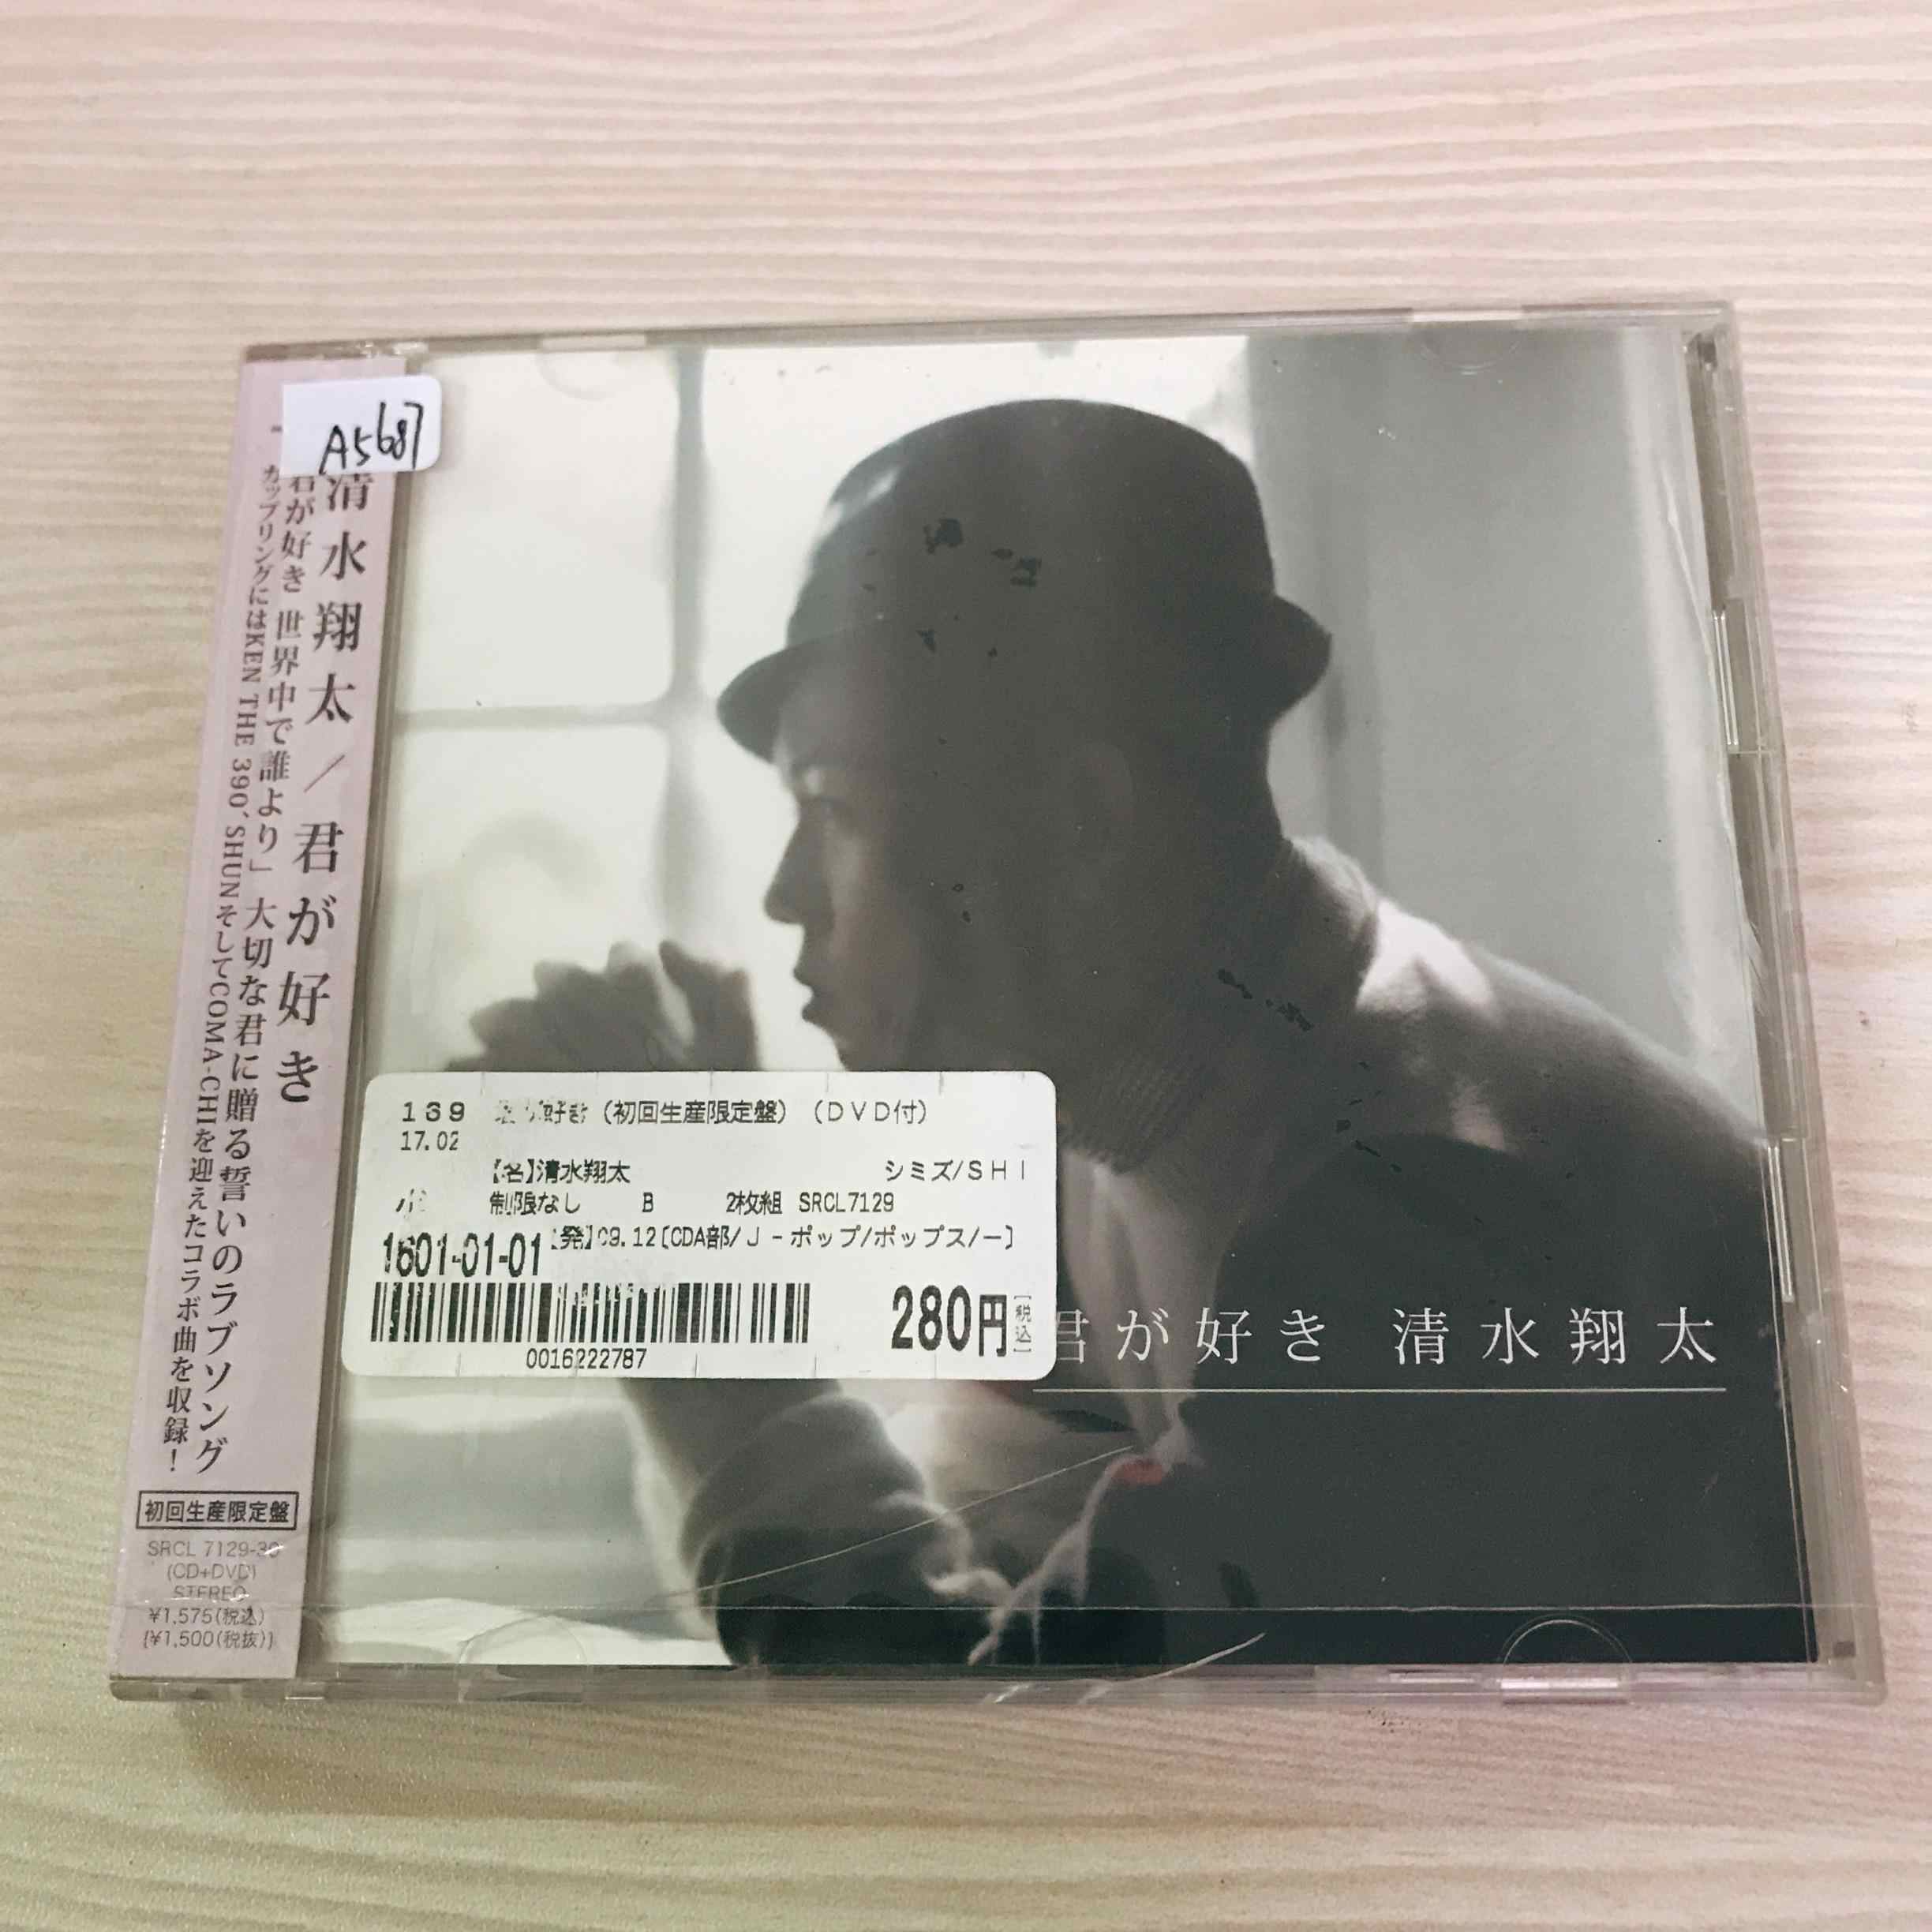 A5687
清水翔太／君が好き
君が好き 世界中で誰より」 大切な君に贈る誓いのラブソング
カップリングにはKEN THE 390、SHUNそしてCOMA-CHIを迎えたコラボ曲を収録！
初回生産限定盤
SRCL 7129-30
(CD+DVD)
STEREO
¥1,575(税込)
(¥1,500(税抜))
169 君が好き（初回生産限定盤）（ＤＶＤ付）
17.02
【名】清水翔太 シミズ/ＳＨＩ
制限なし B 2枚組 SRCL7129
1601-01-01 【発】09.12〔CDA部/Ｊ－ポップ/ポップス/ー〕
280円[税込]
0016222787
君が好き 清水翔太